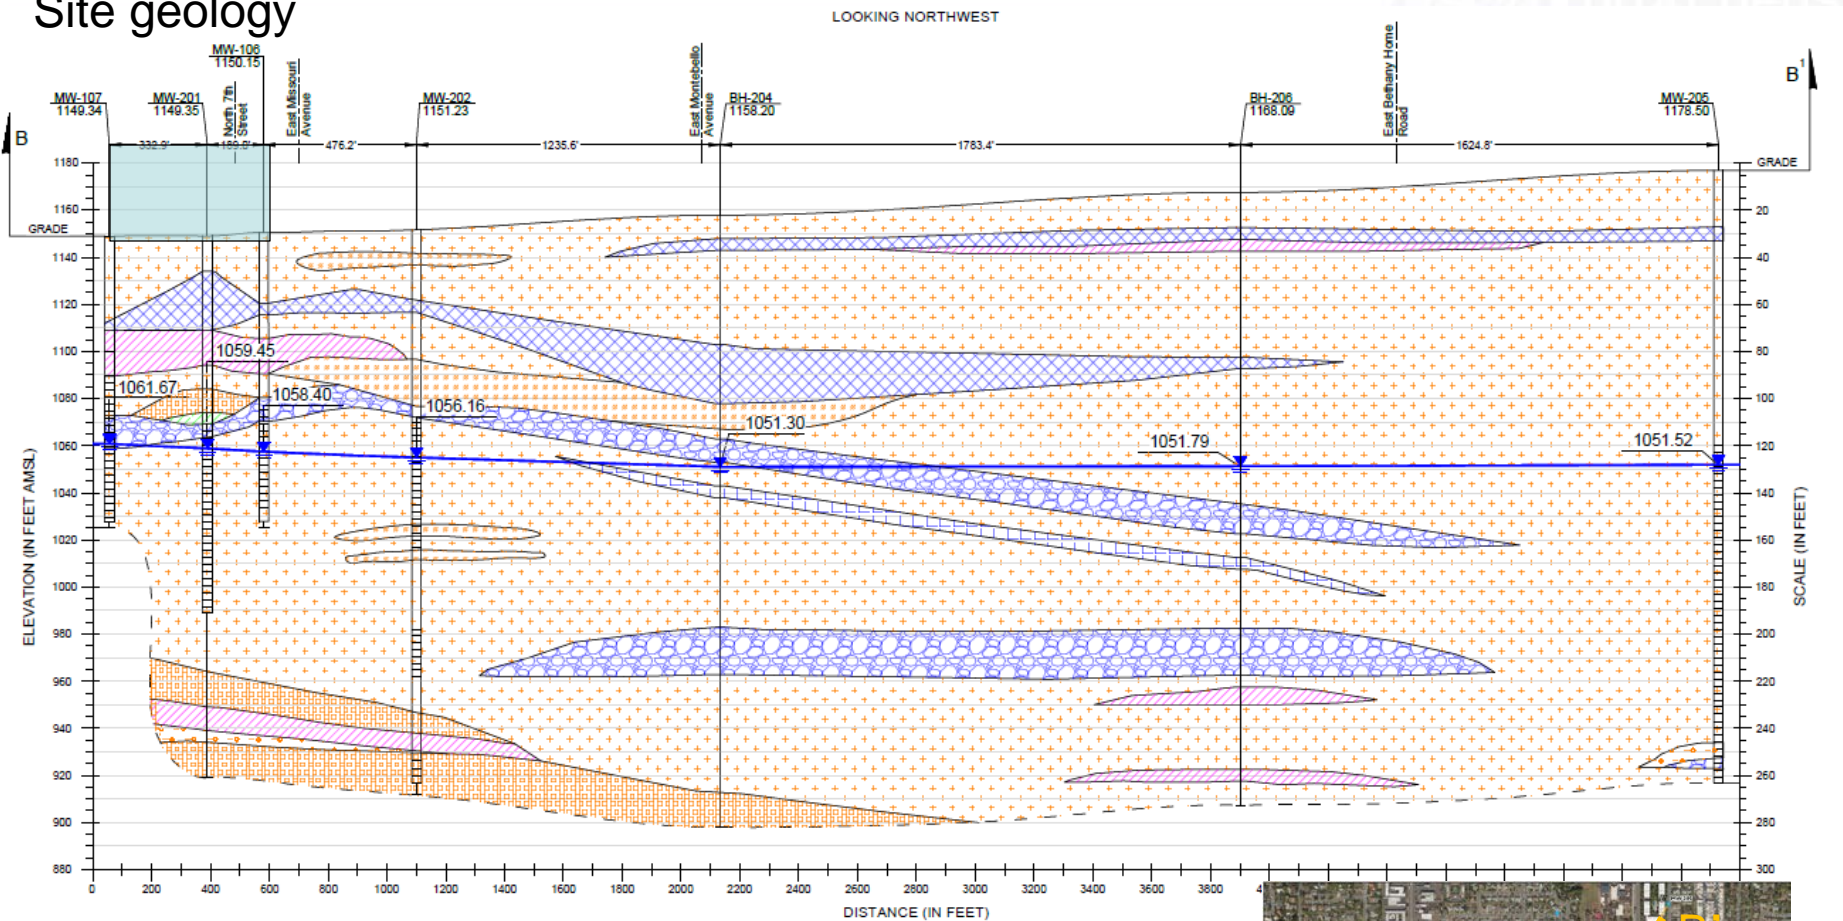 Site geology
LOOKING NORTHWEST
MW-106
1150.15
MW-107
1149.34
MW-201
1149.35
North 7th
Street
East Missouri
Avenue
MW-202
1151.23
East Montebello
Avenue
BH-204
1158.20
BH-206
1168.09
East Bethany Home
Road
MW-205
1178.50
B
B1
332.9'
476.2'
1235.6'
1783.4'
1624.8'
GRADE
GRADE
1180
1160
1140
1120
1100
1080
1060
1040
1020
1000
980
960
940
920
900
880
ELEVATION (IN FEET AMSL)
1061.67
1059.45
1058.40
1056.16
1051.30
1051.79
1051.52
20
40
60
80
100
120
140
160
180
200
220
240
260
280
300
SCALE (IN FEET)
0 200 400 600 800 1000 1200 1400 1600 1800 2000 2200 2400 2600 2800 3000 3200 3400 3600 3800 4
DISTANCE (IN FEET)